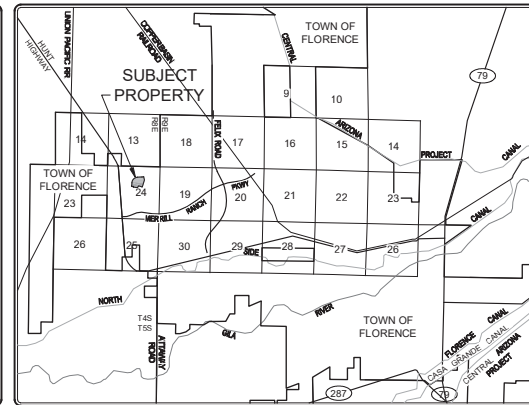 TOWN OF
FLORENCE
UNION PACIFIC RR
HUNT
HIGHWAY
COPPER BASIN
RAILROAD
CENTRAL
79
SUBJECT
PROPERTY
9
10
14
13
R8E
R9E
18
FELIX ROAD
17
16
ARIZONA
15
14
PROJECT
CANAL
TOWN OF
FLORENCE
24
19
RANCH
PKWY
20
21
22
23
23
MERRILL
CANAL
26
25
30
29
SIDE
28
27
26
NORTH
T4S
T5S
ATTAWAY
ROAD
GILA
RIVER
TOWN OF
FLORENCE
FLORENCE CANAL
CASA GRANDE CANAL
CENTRAL ARIZONA
PROJECT
287
79